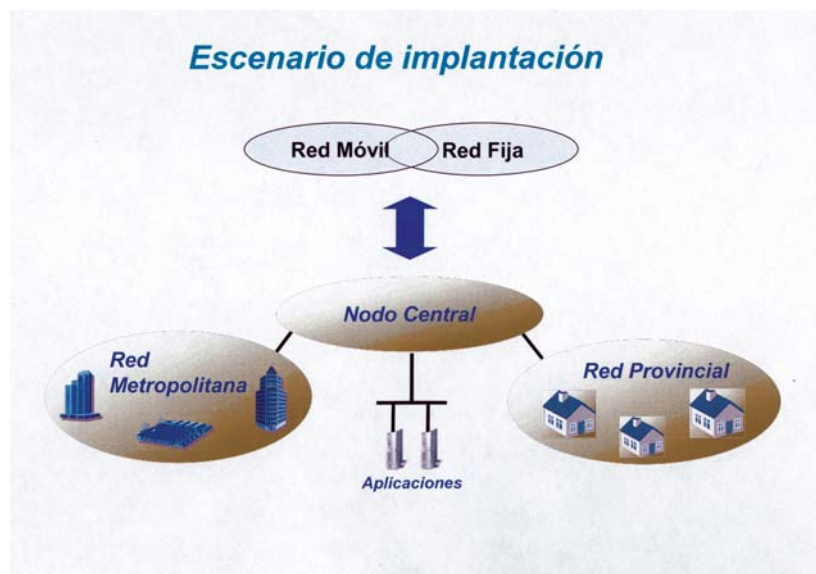 Escenario de implantación
Red Móvil
Red Fija
Nodo Central
Red
Metropolitana
Red Provincial
Aplicaciones